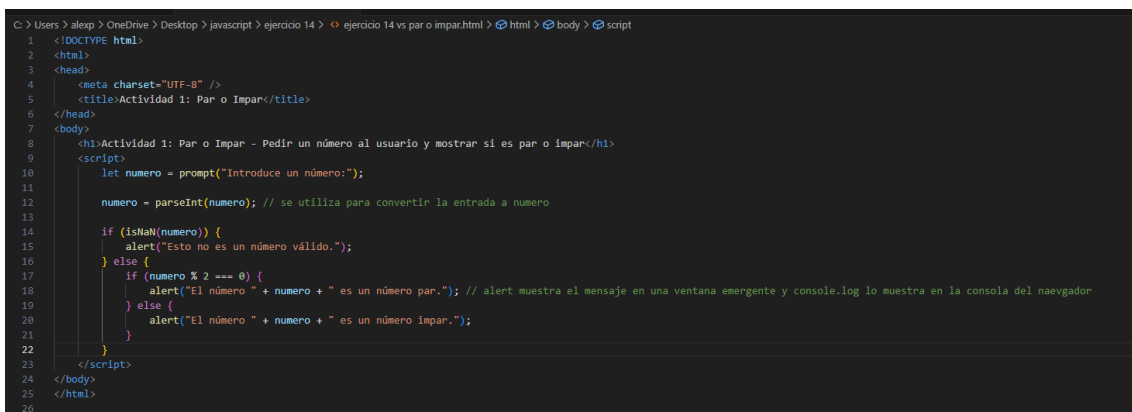 C: > Users > alexp > OneDrive > Desktop > javascript > ejercicio 14 > <> ejercicio 14 vs par o impar.html > html > body > script
1 <!DOCTYPE html>
2 <html>
3 <head>
4 <meta charset="UTF-8" />
5 <title>Actividad 1: Par o Impar</title>
6 </head>
7 <body>
8 <h1>Actividad 1: Par o Impar - Pedir un número al usuario y mostrar si es par o impar</h1>
9 <script>
10 let numero = prompt("Introduce un número:");
11
12 numero = parseInt(numero); // se utiliza para convertir la entrada a numero
13
14 if (isNaN(numero)) {
15 alert("Esto no es un número válido.");
16 } else {
17 if (numero % 2 === 0) {
18 alert("El número " + numero + " es un número par."); // alert muestra el mensaje en una ventana emergente y console.log lo muestra en la consola del naevgador
19 } else {
20 alert("El número " + numero + " es un número impar.");
21 }
22 }
23 </script>
24 </body>
25 </html>
26